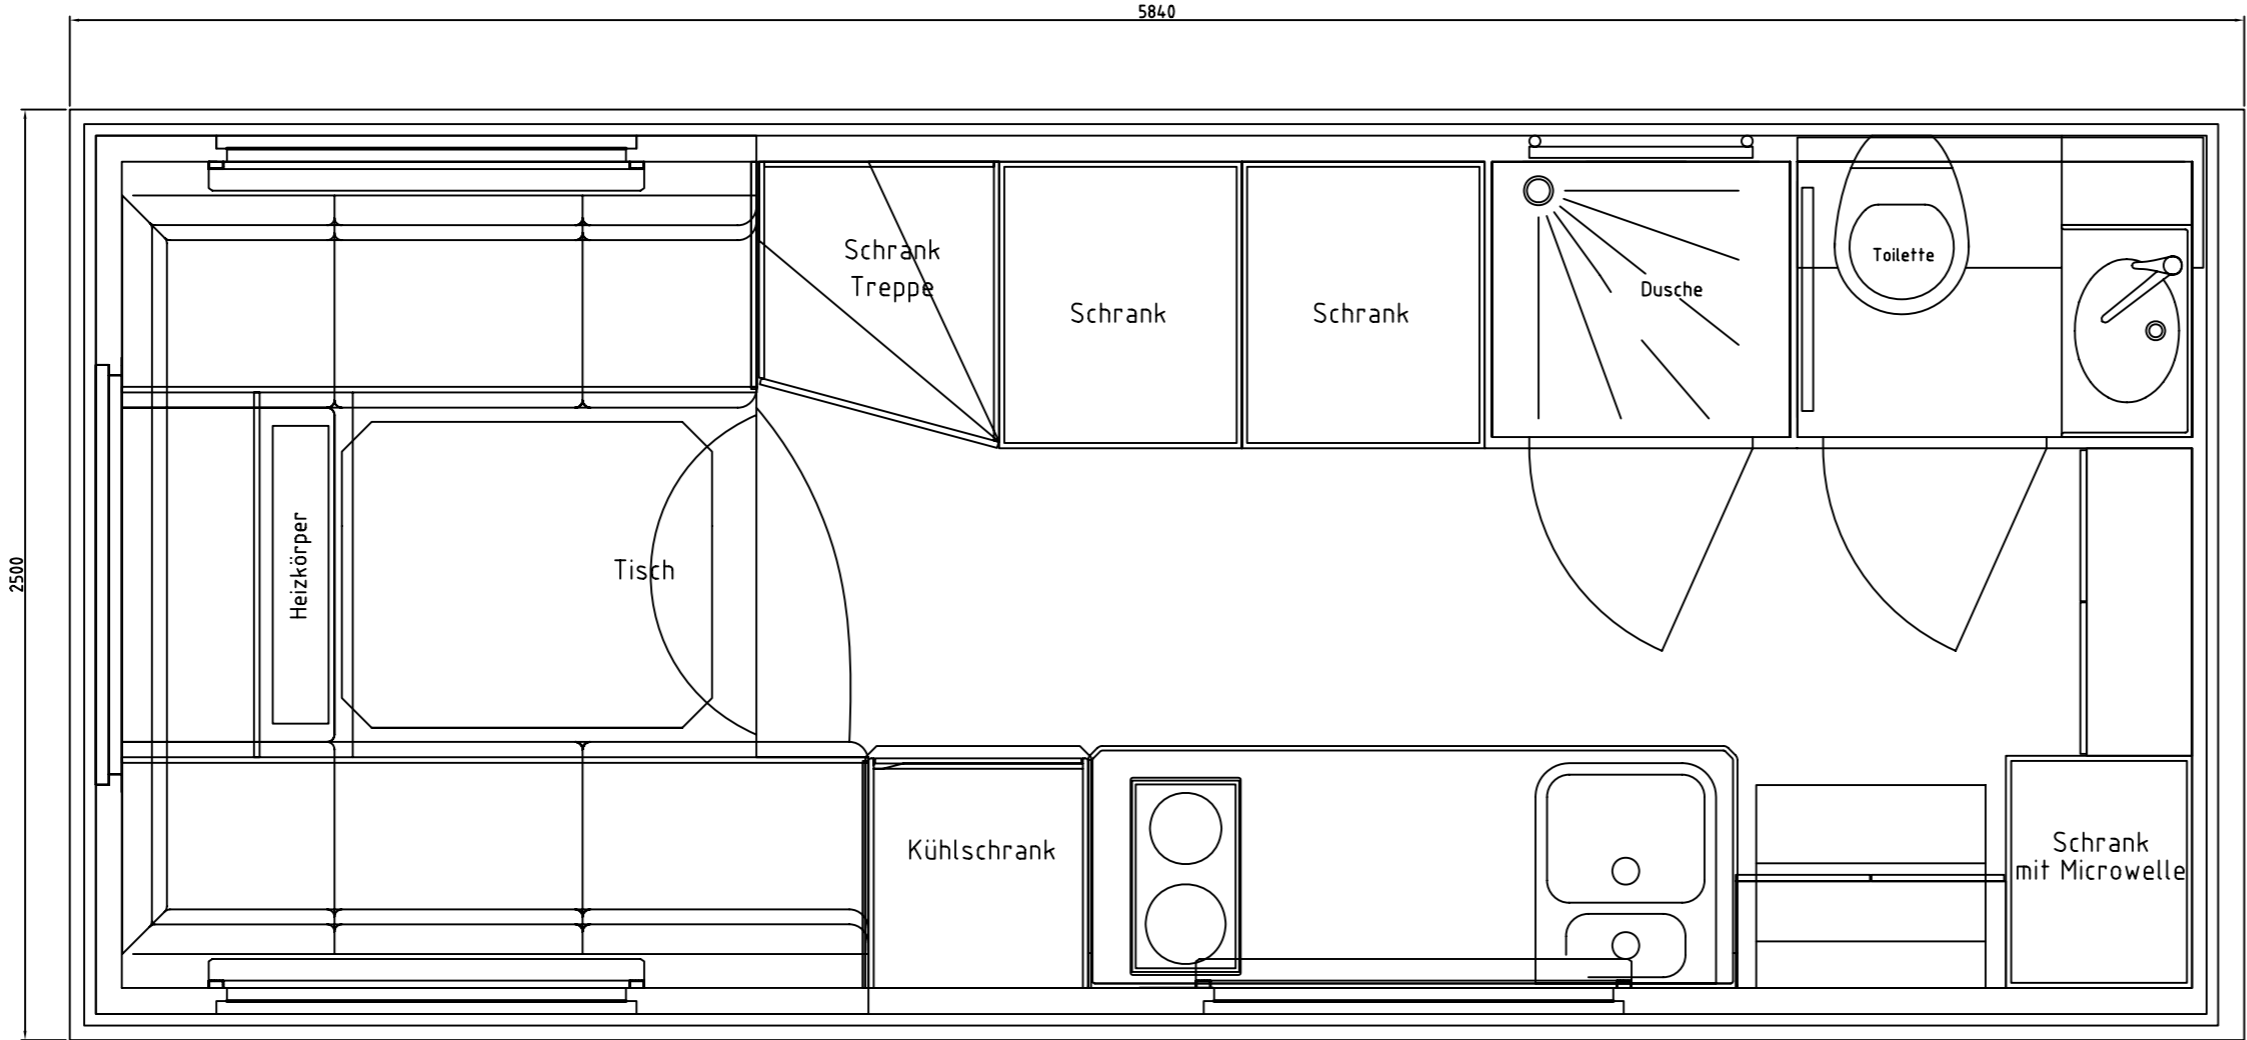 5840
2500
Schrank
Treppe
Schrank
Schrank
Dusche
Toilette
Heizkörper
Tisch
Kühlschrank
Schrank
mit Microwelle